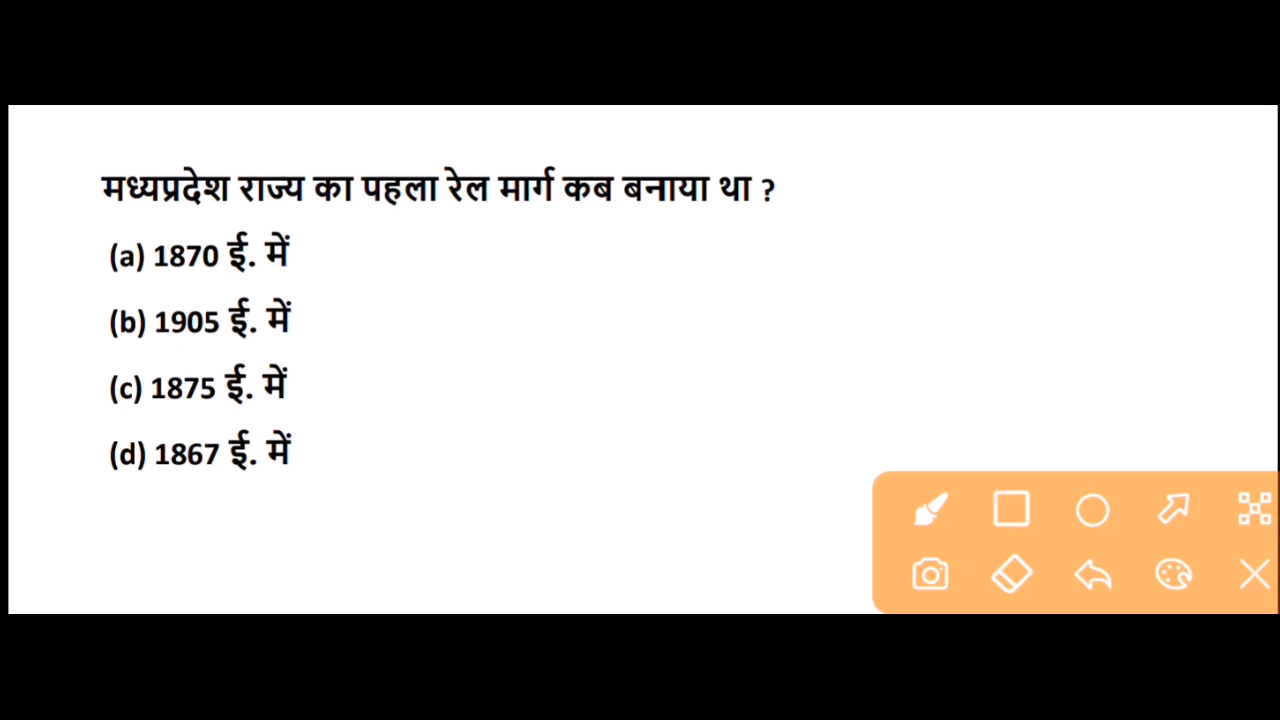 मध्यप्रदेश राज्य का पहला रेल मार्ग कब बनाया था ?
(a) 1870 ई. में
(b) 1905 ई. में
(c) 1875 ई. में
(d) 1867 ई. में